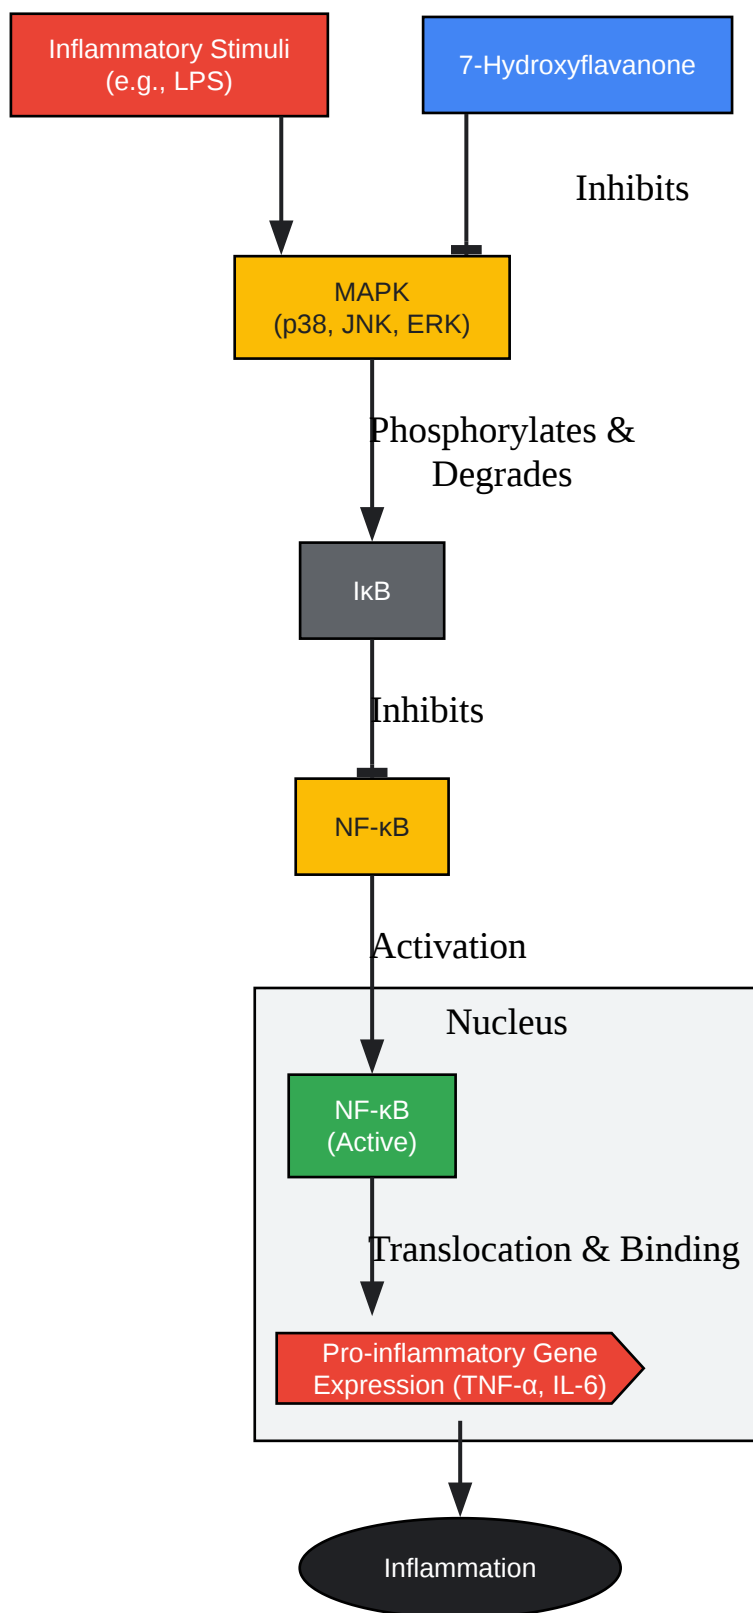 Inflammatory Stimuli
(e.g., LPS)
7-Hydroxyflavanone
Inhibits
MAPK
(p38, JNK, ERK)
Phosphorylates &
Degrades
IκB
Inhibits
NF-κB
Activation
Nucleus
NF-κB
(Active)
Translocation & Binding
Pro-inflammatory Gene
Expression (TNF-α, IL-6)
Inflammation